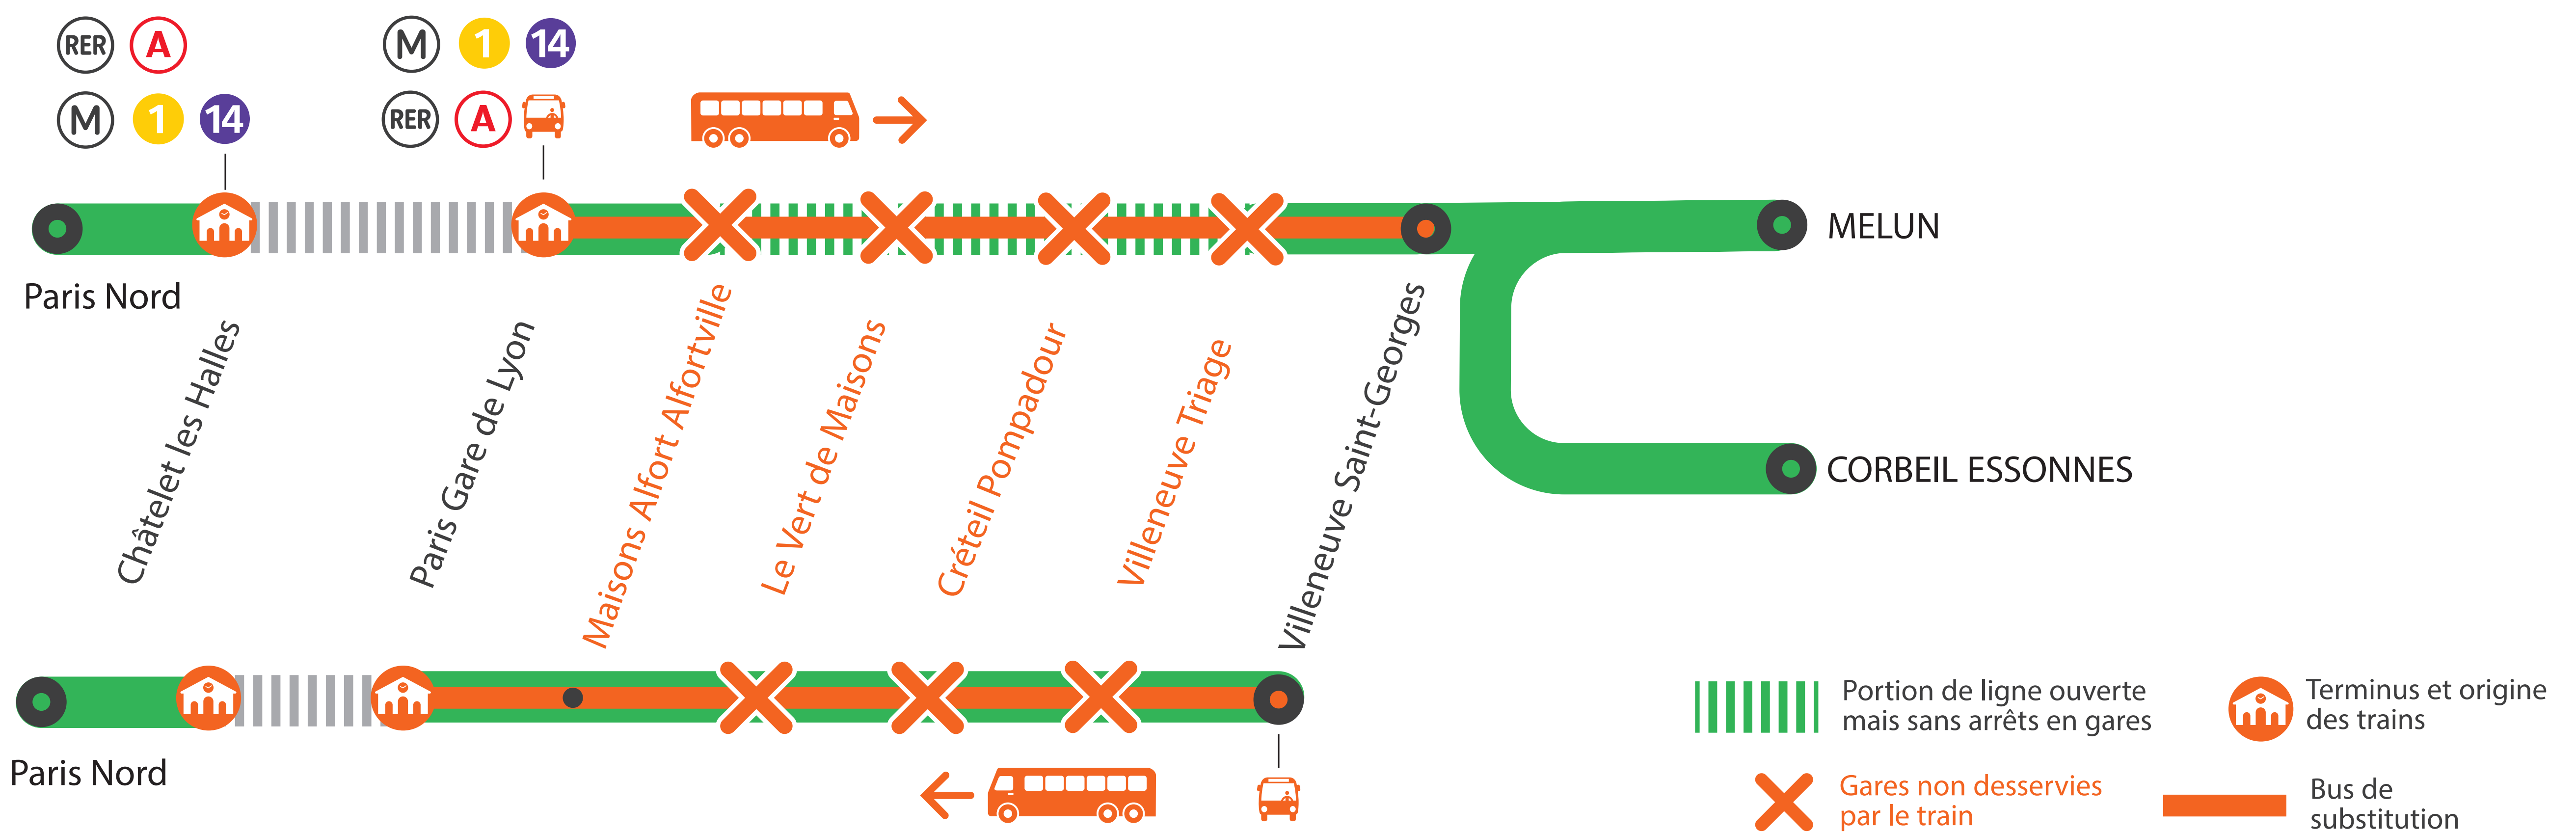 RER A
M 1 14
M 1 14
RER A
Paris Nord
Châtelet les Halles
Paris Gare de Lyon
Maisons Alfort Alfortville
Le Vert de Maisons
Créteil Pompadour
Villeneuve Triage
Villeneuve Saint-Georges
MELUN
CORBEIL ESSONNES
Paris Nord
Portion de ligne ouverte
mais sans arrêts en gares
Terminus et origine
des trains
Gares non desservies
par le train
Bus de
substitution